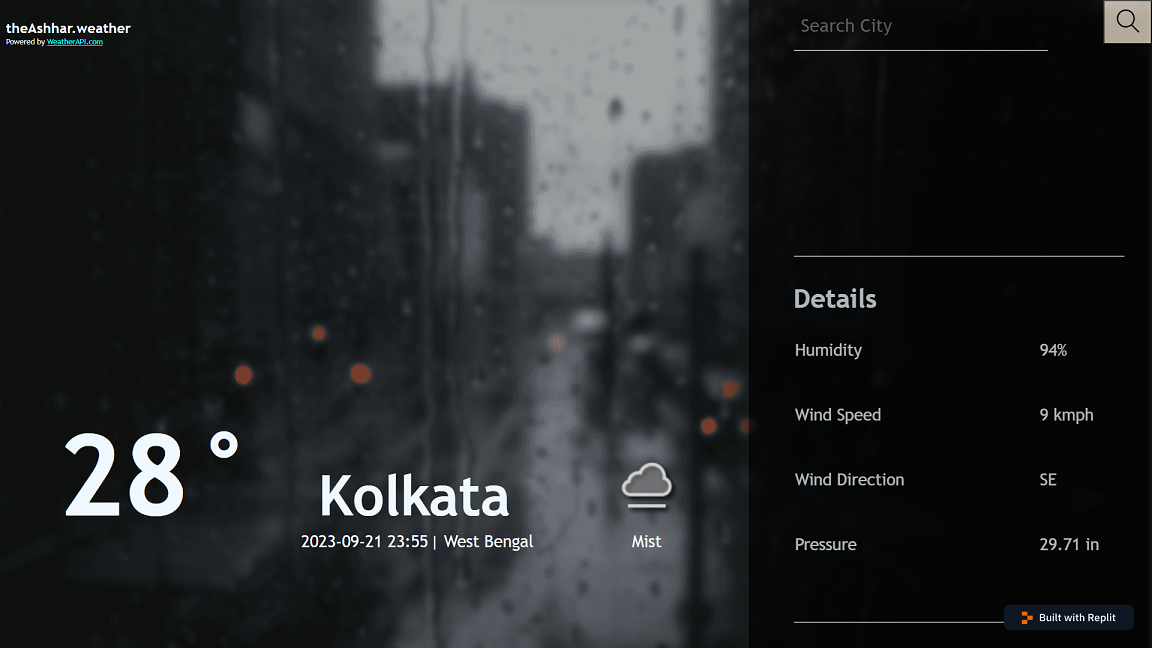 theAshhar.weather
Powered by WeatherAPI.com
Search City
28°
Kolkata
2023-09-21 23:55 | West Bengal
Mist
Details
Humidity 94%
Wind Speed 9 kmph
Wind Direction SE
Pressure 29.71 in
Built with Replit